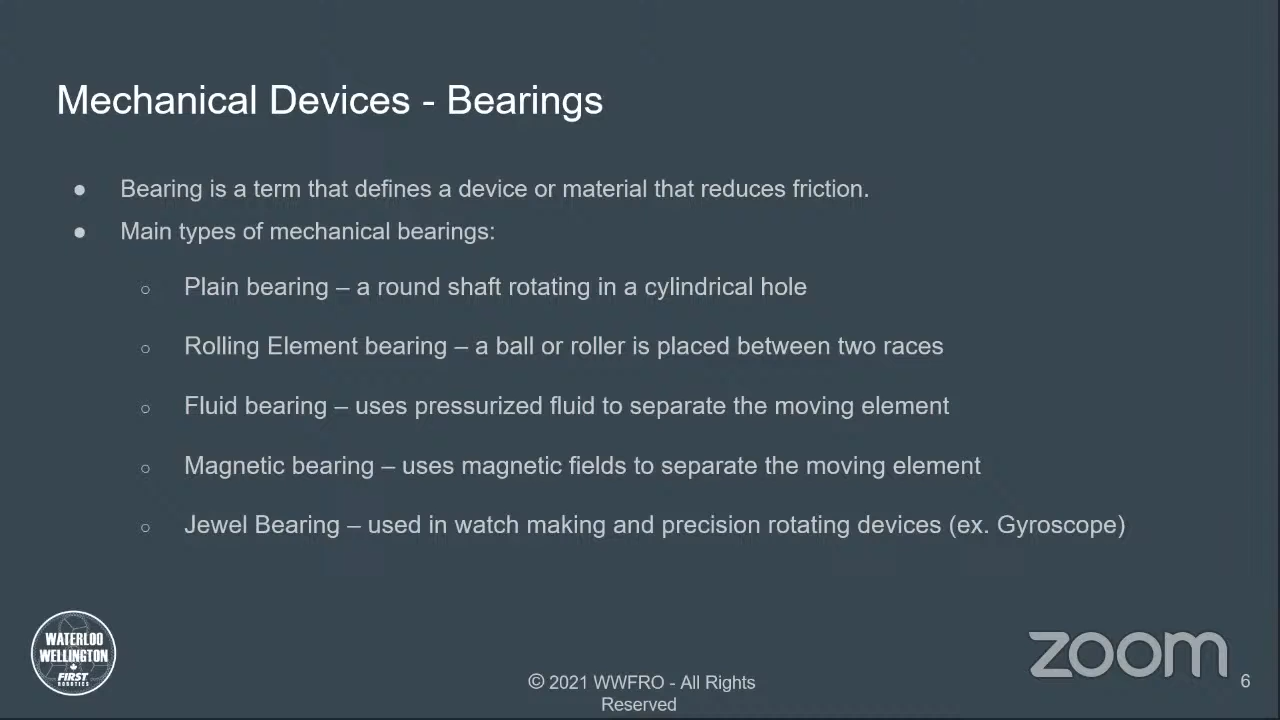 Mechanical Devices - Bearings
● Bearing is a term that defines a device or material that reduces friction.
● Main types of mechanical bearings:
○ Plain bearing – a round shaft rotating in a cylindrical hole
○ Rolling Element bearing – a ball or roller is placed between two races
○ Fluid bearing – uses pressurized fluid to separate the moving element
○ Magnetic bearing – uses magnetic fields to separate the moving element
○ Jewel Bearing – used in watch making and precision rotating devices (ex. Gyroscope)
WATERLOO
WELLINGTON
FIRST
ROBOTICS
© 2021 WWFRO - All Rights
Reserved
zoom
6